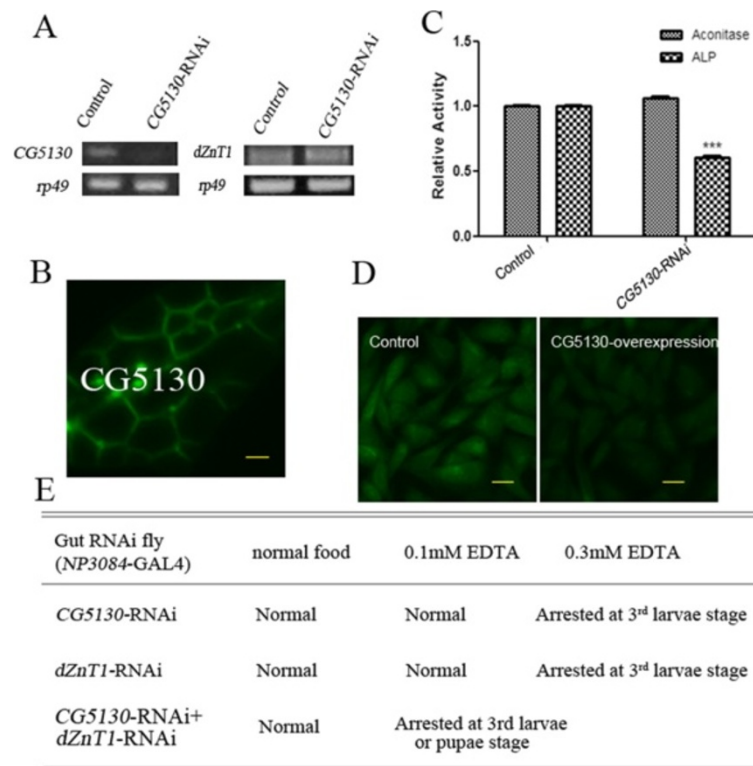 A
Control
CG5130-RNAi
Control
CG5130-RNAi
CG5130
dZnT1
rp49
rp49
C
Aconitase
ALP
Relative Activity
1.5
1.0
0.5
0.0
***
Control
CG5130-RNAi
B
CG5130
D
Control
CG5130-overexpression
E
Gut RNAi fly
(NP3084-GAL4)
normal food
0.1mM EDTA
0.3mM EDTA
CG5130-RNAi
Normal
Normal
Arrested at 3rd larvae stage
dZnT1-RNAi
Normal
Normal
Arrested at 3rd larvae stage
CG5130-RNAi+
dZnT1-RNAi
Normal
Arrested at 3rd larvae
or pupae stage